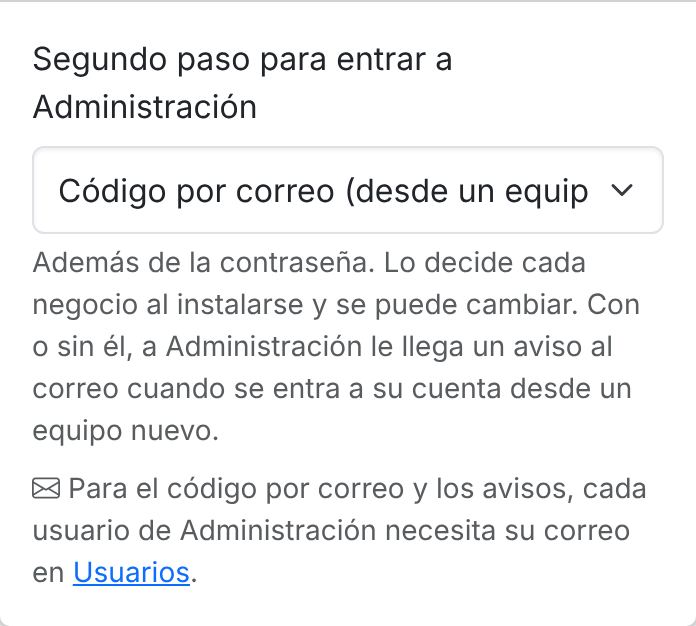 Segundo paso para entrar a
Administración
Código por correo (desde un equip
Además de la contraseña. Lo decide cada
negocio al instalarse y se puede cambiar. Con
o sin él, a Administración le llega un aviso al
correo cuando se entra a su cuenta desde un
equipo nuevo.
Para el código por correo y los avisos, cada
usuario de Administración necesita su correo
en Usuarios.